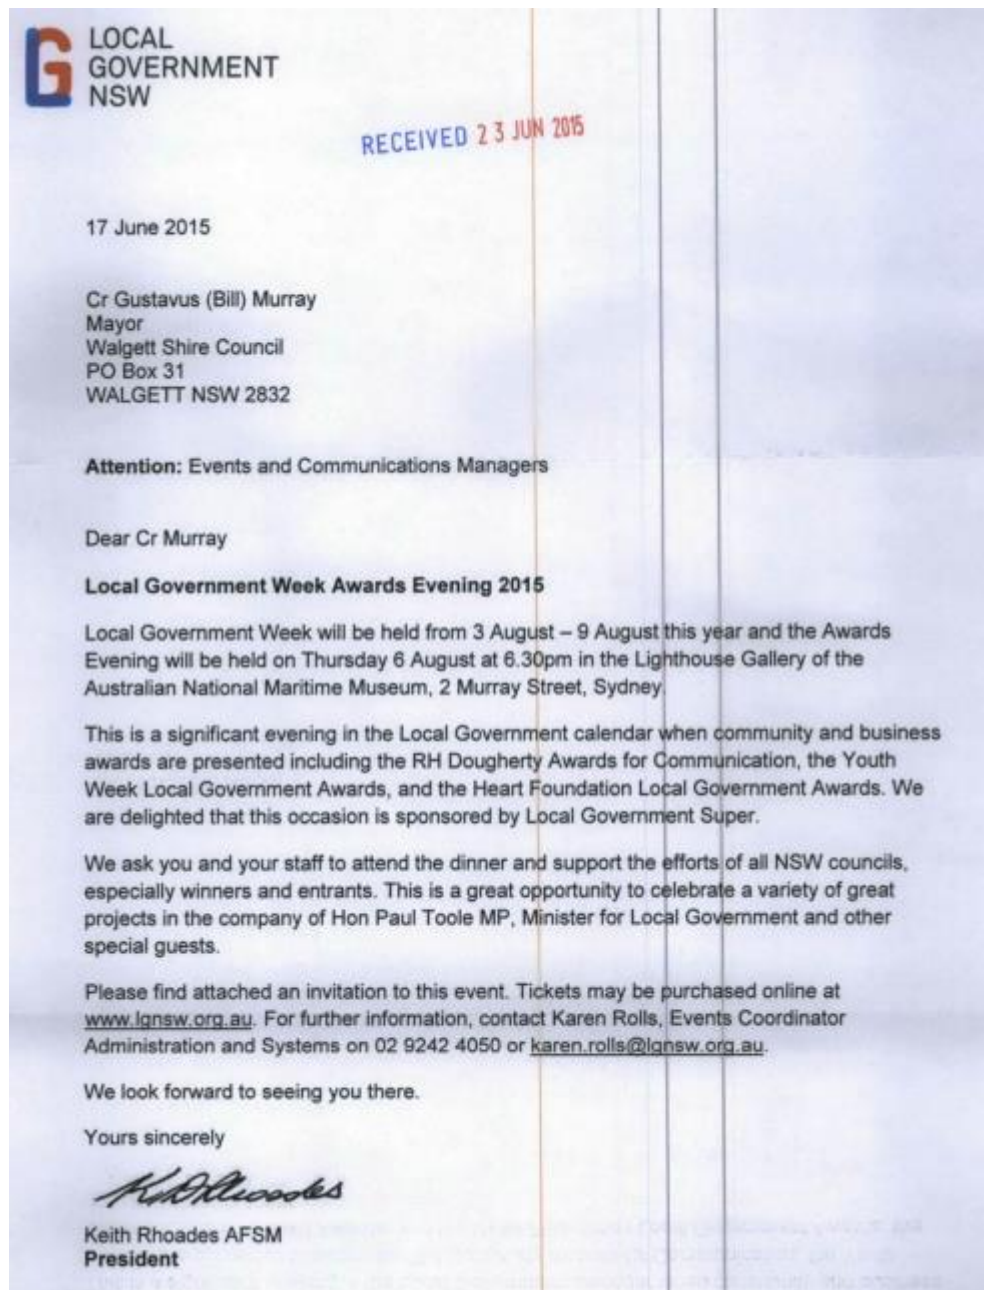 LOCAL
GOVERNMENT
NSW
RECEIVED 23 JUN 2015
17 June 2015
Cr Gustavus (Bill) Murray
Mayor
Walgett Shire Council
PO Box 31
WALGETT NSW 2832
Attention: Events and Communications Managers
Dear Cr Murray
Local Government Week Awards Evening 2015
Local Government Week will be held from 3 August – 9 August this year and the Awards
Evening will be held on Thursday 6 August at 6.30pm in the Lighthouse Gallery of the
Australian National Maritime Museum, 2 Murray Street, Sydney.
This is a significant evening in the Local Government calendar when community and business
awards are presented including the RH Dougherty Awards for Communication, the Youth
Week Local Government Awards, and the Heart Foundation Local Government Awards. We
are delighted that this occasion is sponsored by Local Government Super.
We ask you and your staff to attend the dinner and support the efforts of all NSW councils,
especially winners and entrants. This is a great opportunity to celebrate a variety of great
projects in the company of Hon Paul Toole MP, Minister for Local Government and other
special guests.
Please find attached an invitation to this event. Tickets may be purchased online at
www.lgnsw.org.au. For further information, contact Karen Rolls, Events Coordinator
Administration and Systems on 02 9242 4050 or karen.rolls@lgnsw.org.au.
We look forward to seeing you there.
Yours sincerely
Keith Rhoades AFSM
President